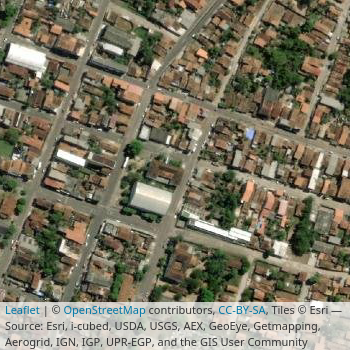 Leaflet | © OpenStreetMap contributors, CC-BY-SA, Tiles © Esri —
Source: Esri, i-cubed, USDA, USGS, AEX, GeoEye, Getmapping,
Aerogrid, IGN, IGP, UPR-EGP, and the GIS User Community